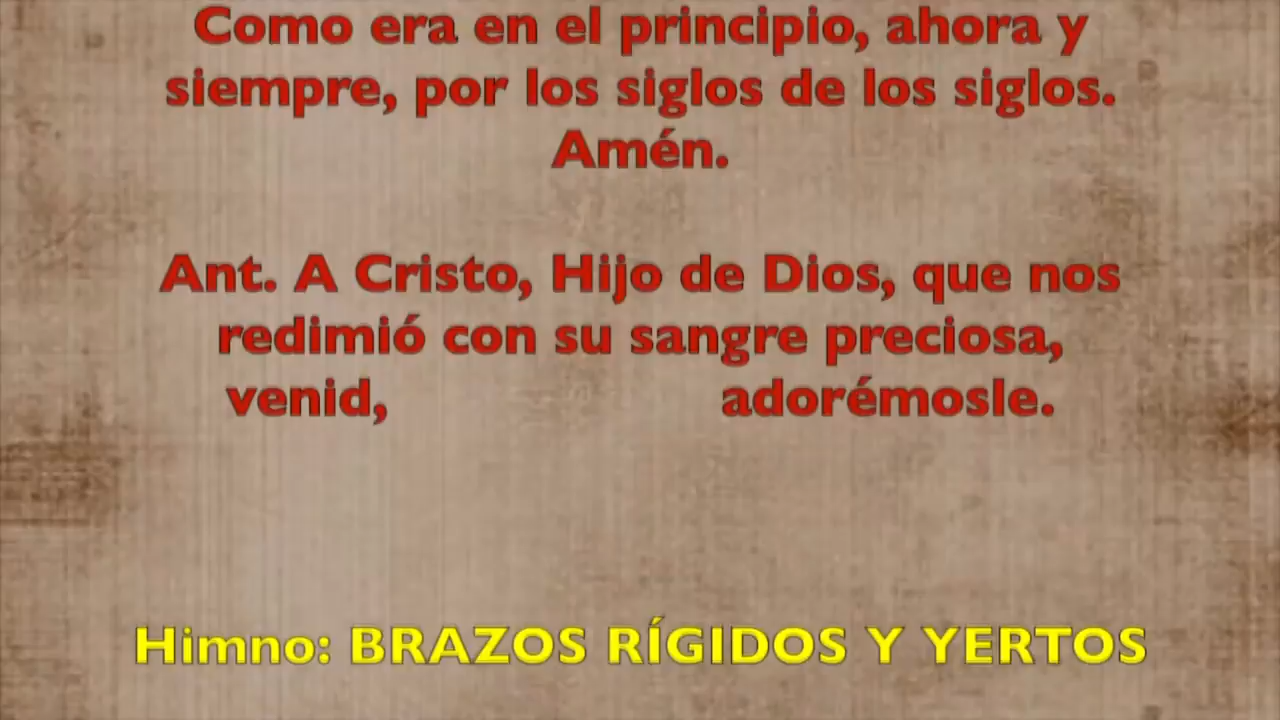 Como era en el principio, ahora y
siempre, por los siglos de los siglos.
Amén.
Ant. A Cristo, Hijo de Dios, que nos
redimió con su sangre preciosa,
venid, adorémosle.
Himno: BRAZOS RÍGIDOS Y YERTOS